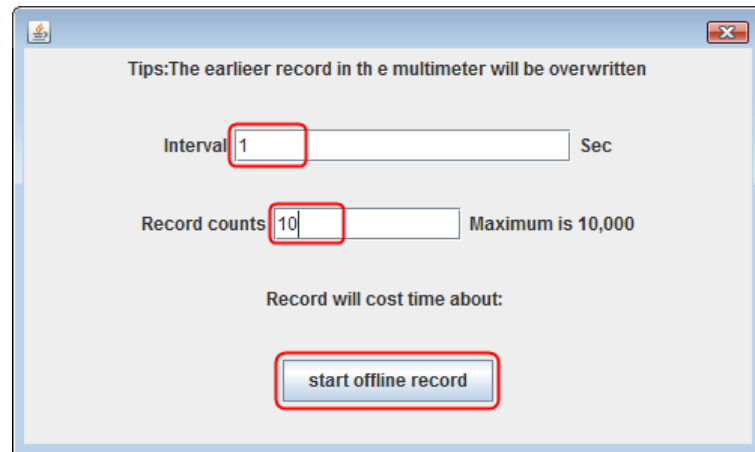 Tips:The earlieer record in th e multimeter will be overwritten
Interval 1 Sec
Record counts 10 Maximum is 10,000
Record will cost time about:
start offline record